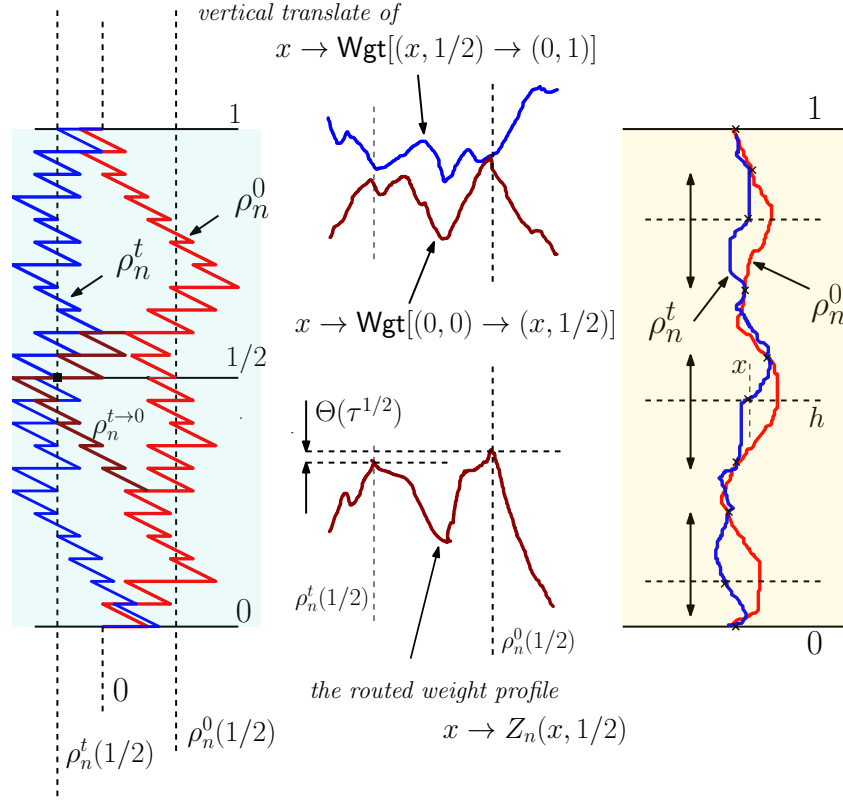 vertical translate of
x → Wgt[(x, 1/2) → (0, 1)]
1
ρ_n^0
ρ_n^t
1/2
ρ_n^{t→0}
0
0
ρ_n^t(1/2)
ρ_n^0(1/2)
x → Wgt[(0, 0) → (x, 1/2)]
Θ(τ^{1/2})
ρ_n^t(1/2)
ρ_n^0(1/2)
the routed weight profile
x → Z_n(x, 1/2)
1
ρ_n^t
ρ_n^0
x
h
0